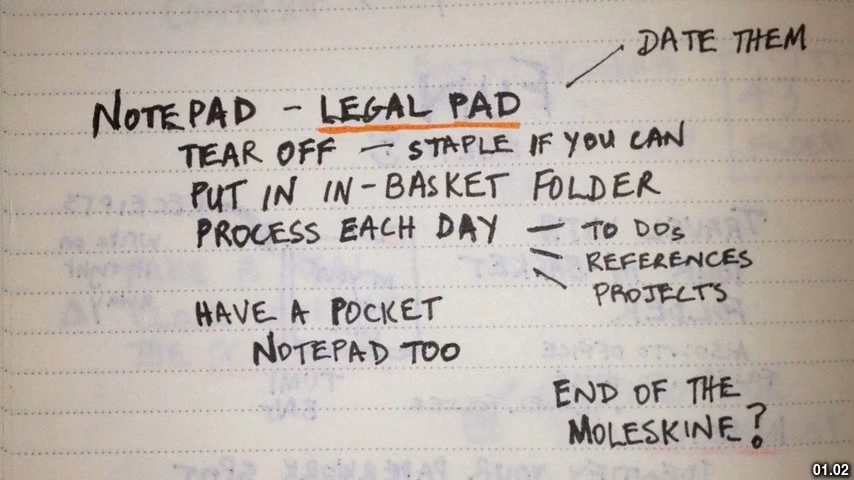 DATE THEM
NOTEPAD – LEGAL PAD
TEAR OFF – STAPLE IF YOU CAN
PUT IN IN-BASKET FOLDER
PROCESS EACH DAY – TO DOs
REFERENCES
PROJECTS
HAVE A POCKET
NOTEPAD TOO
END OF THE
MOLESKINE?
01.02